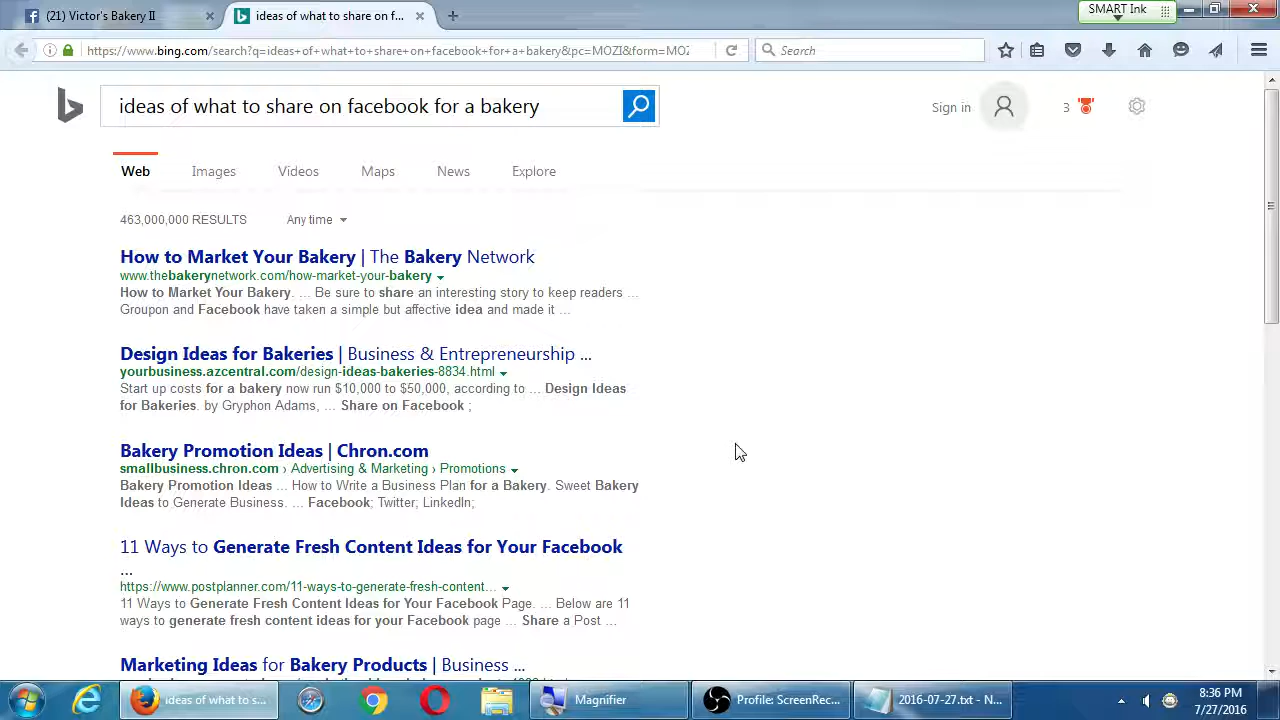 (21) Victor's Bakery II
ideas of what to share on f...
SMART Ink
https://www.bing.com/search?q=ideas+of+what+to+share+on+facebook+for+a+bakery&pc=MOZI&form=MOZ
Search
ideas of what to share on facebook for a bakery
Sign in
3
Web
Images
Videos
Maps
News
Explore
463,000,000 RESULTS
Any time
How to Market Your Bakery | The Bakery Network
www.thebakerynetwork.com/how-market-your-bakery
How to Market Your Bakery. ... Be sure to share an interesting story to keep readers ...
Groupon and Facebook have taken a simple but affective idea and made it ...
Design Ideas for Bakeries | Business & Entrepreneurship ...
yourbusiness.azcentral.com/design-ideas-bakeries-8834.html
Start up costs for a bakery now run $10,000 to $50,000, according to ... Design Ideas
for Bakeries. by Gryphon Adams, ... Share on Facebook ;
Bakery Promotion Ideas | Chron.com
smallbusiness.chron.com › Advertising & Marketing › Promotions
Bakery Promotion Ideas ... How to Write a Business Plan for a Bakery. Sweet Bakery
Ideas to Generate Business. ... Facebook; Twitter; LinkedIn;
11 Ways to Generate Fresh Content Ideas for Your Facebook
...
https://www.postplanner.com/11-ways-to-generate-fresh-content...
11 Ways to Generate Fresh Content Ideas for Your Facebook Page. ... Below are 11
ways to generate fresh content ideas for your Facebook page ... Share a Post ...
Marketing Ideas for Bakery Products | Business ...
ideas of what to s...
Magnifier
Profile: ScreenRec...
2016-07-27.txt - N...
8:36 PM
7/27/2016